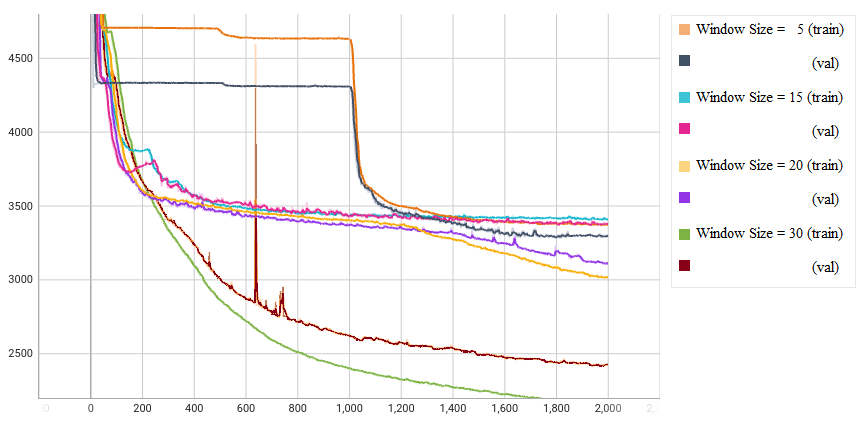 4500
4000
3500
3000
2500
0
200
400
600
800
1,000
1,200
1,400
1,600
1,800
2,000
Window Size = 5 (train)
(val)
Window Size = 15 (train)
(val)
Window Size = 20 (train)
(val)
Window Size = 30 (train)
(val)